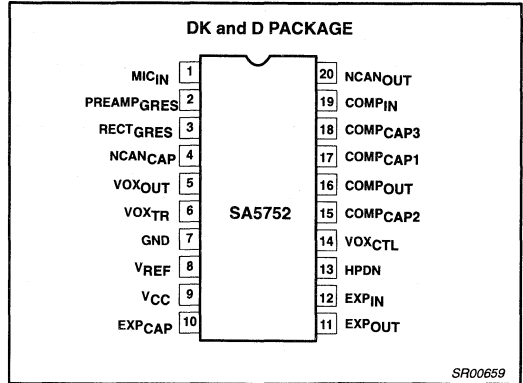 DK and D PACKAGE
MICIN 1 20 NCANOUT
PREAMPGRES 2 19 COMPIN
RECTGRES 3 18 COMPCAP3
NCANCAP 4 17 COMPCAP1
VOXOUT 5 16 COMPOUT
VOXTR 6 SA5752 15 COMPCAP2
GND 7 14 VOXCTL
VREF 8 13 HPDN
VCC 9 12 EXPIN
EXPCAP 10 11 EXPOUT
SR00659